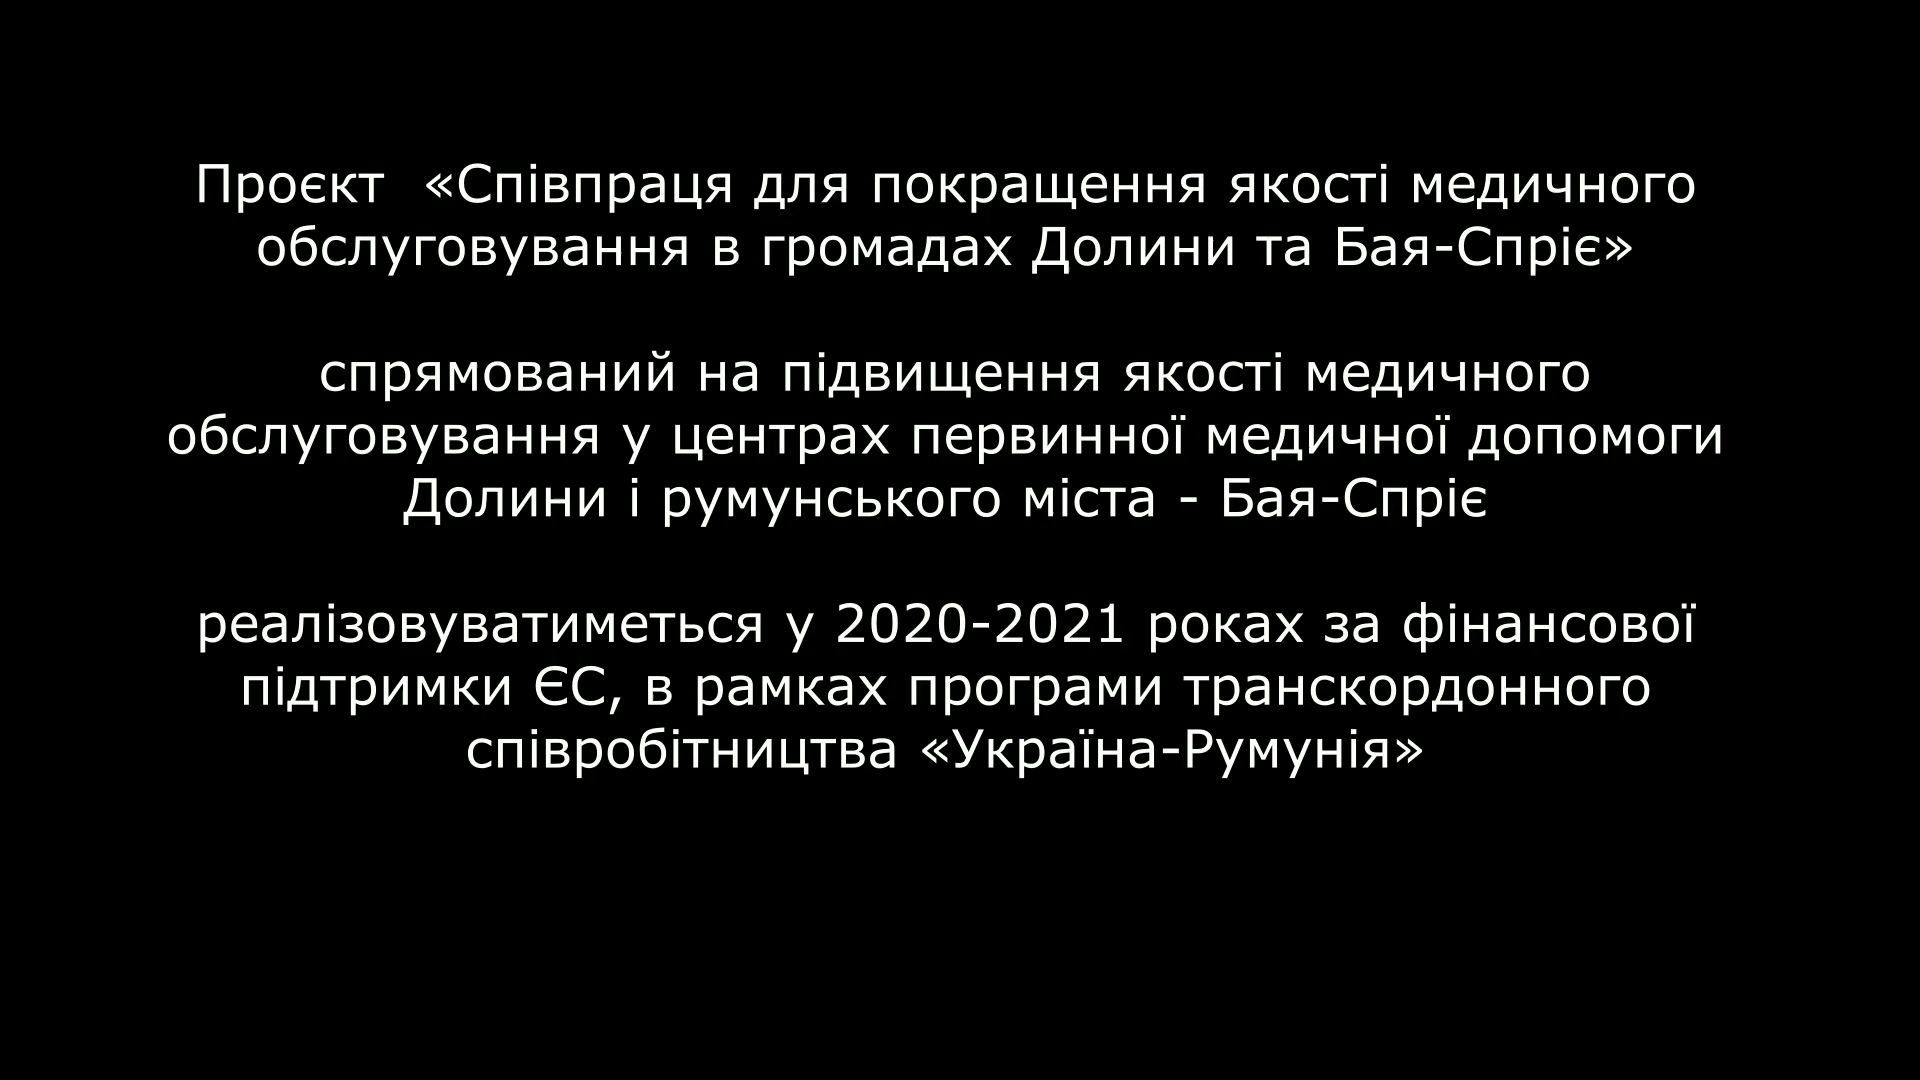 Проєкт «Співпраця для покращення якості медичного
обслуговування в громадах Долини та Бая-Спріє»
спрямований на підвищення якості медичного
обслуговування у центрах первинної медичної допомоги
Долини і румунського міста - Бая-Спріє
реалізовуватиметься у 2020-2021 роках за фінансової
підтримки ЄС, в рамках програми транскордонного
співробітництва «Україна-Румунія»